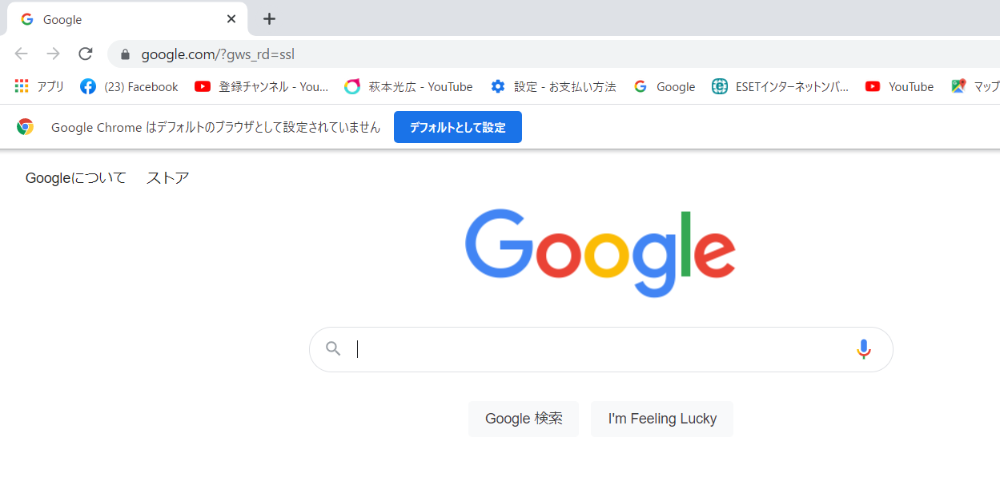 Google
google.com/?gws_rd=ssl
アプリ (23) Facebook 登録チャンネル - You... 萩本光広 - YouTube 設定 - お支払い方法 Google ESETインターネットバ... YouTube マップ
Google Chrome はデフォルトのブラウザとして設定されていません デフォルトとして設定
Googleについて ストア
Google
Google 検索 I'm Feeling Lucky